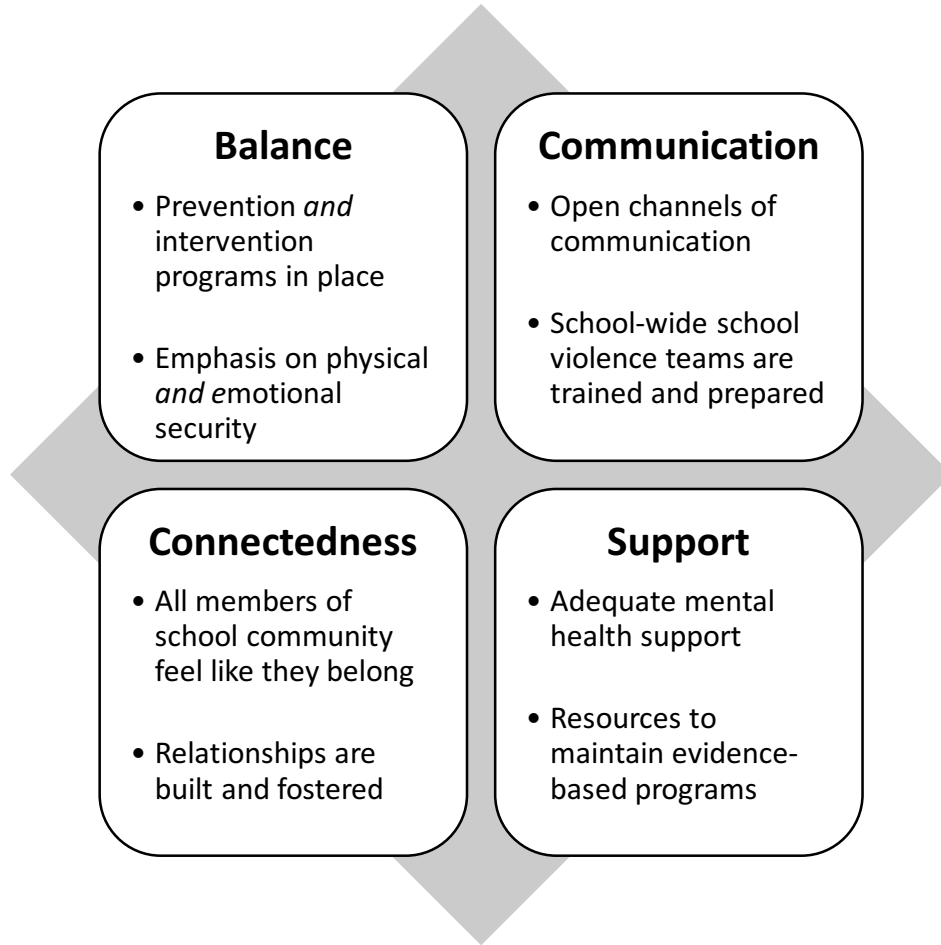 Balance
• Prevention and
intervention
programs in place
• Emphasis on physical
and emotional
security
Communication
• Open channels of
communication
• School-wide school
violence teams are
trained and prepared
Connectedness
• All members of
school community
feel like they belong
• Relationships are
built and fostered
Support
• Adequate mental
health support
• Resources to
maintain evidence-
based programs